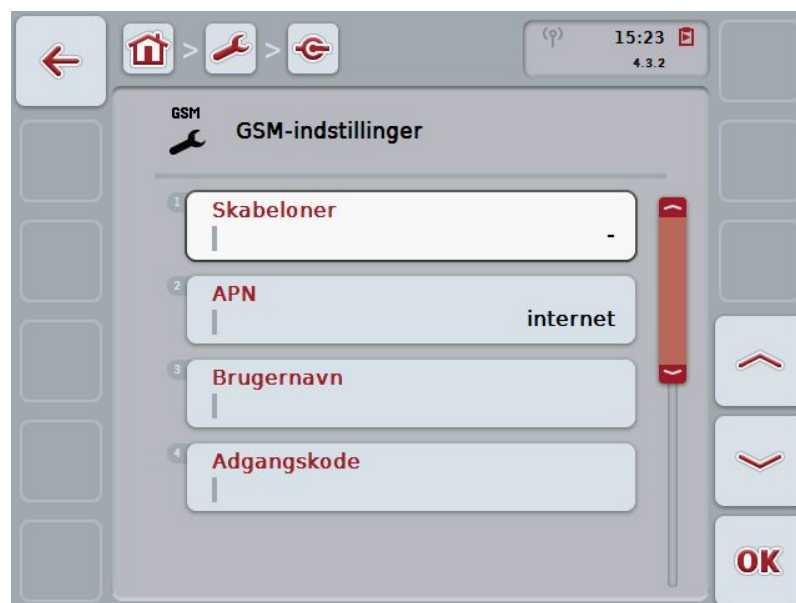 15:23
4.3.2
GSM
GSM-indstillinger
1
Skabeloner
-
2
APN
internet
3
Brugernavn
4
Adgangskode
OK